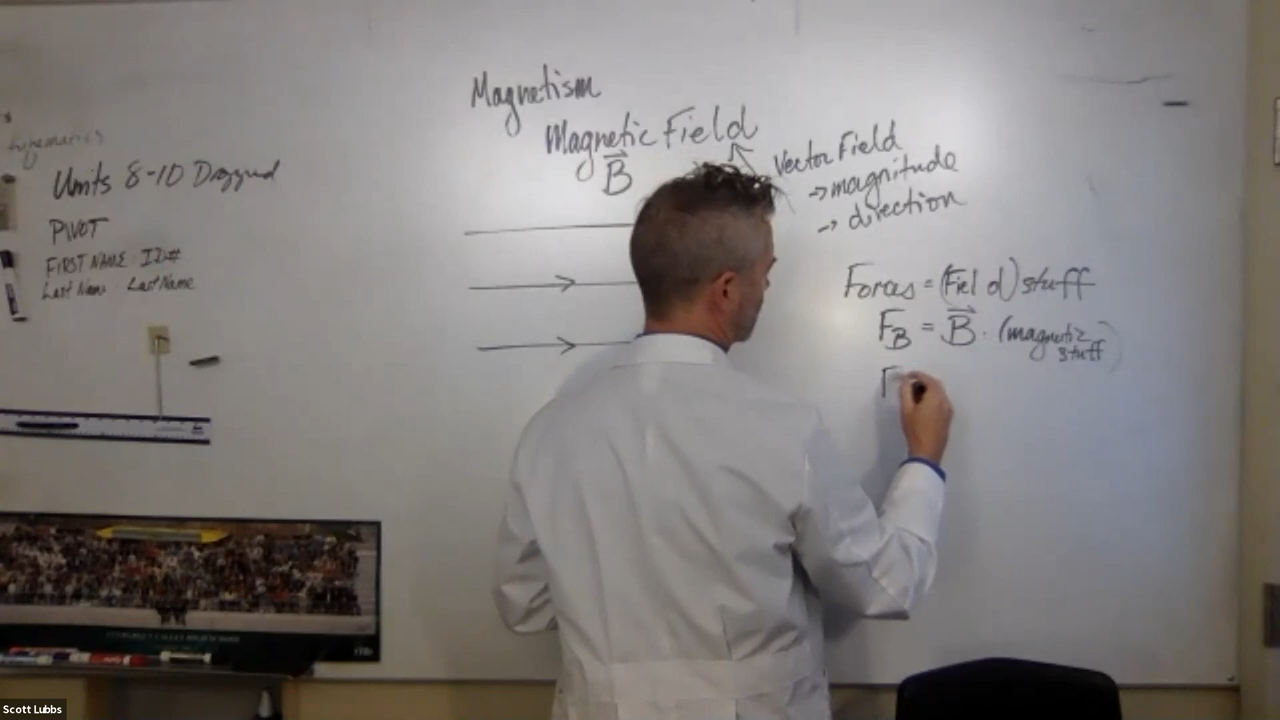 Units 8-10 Dropped
PIVOT
FIRST NAME: ID#
Last Name: Last Name
Magnetism
Magnetic Field
B
Vector Field
→ magnitude
→ direction
Forces = (Field) stuff
F_B = B · (magnetic stuff)
F
Scott Lubbs